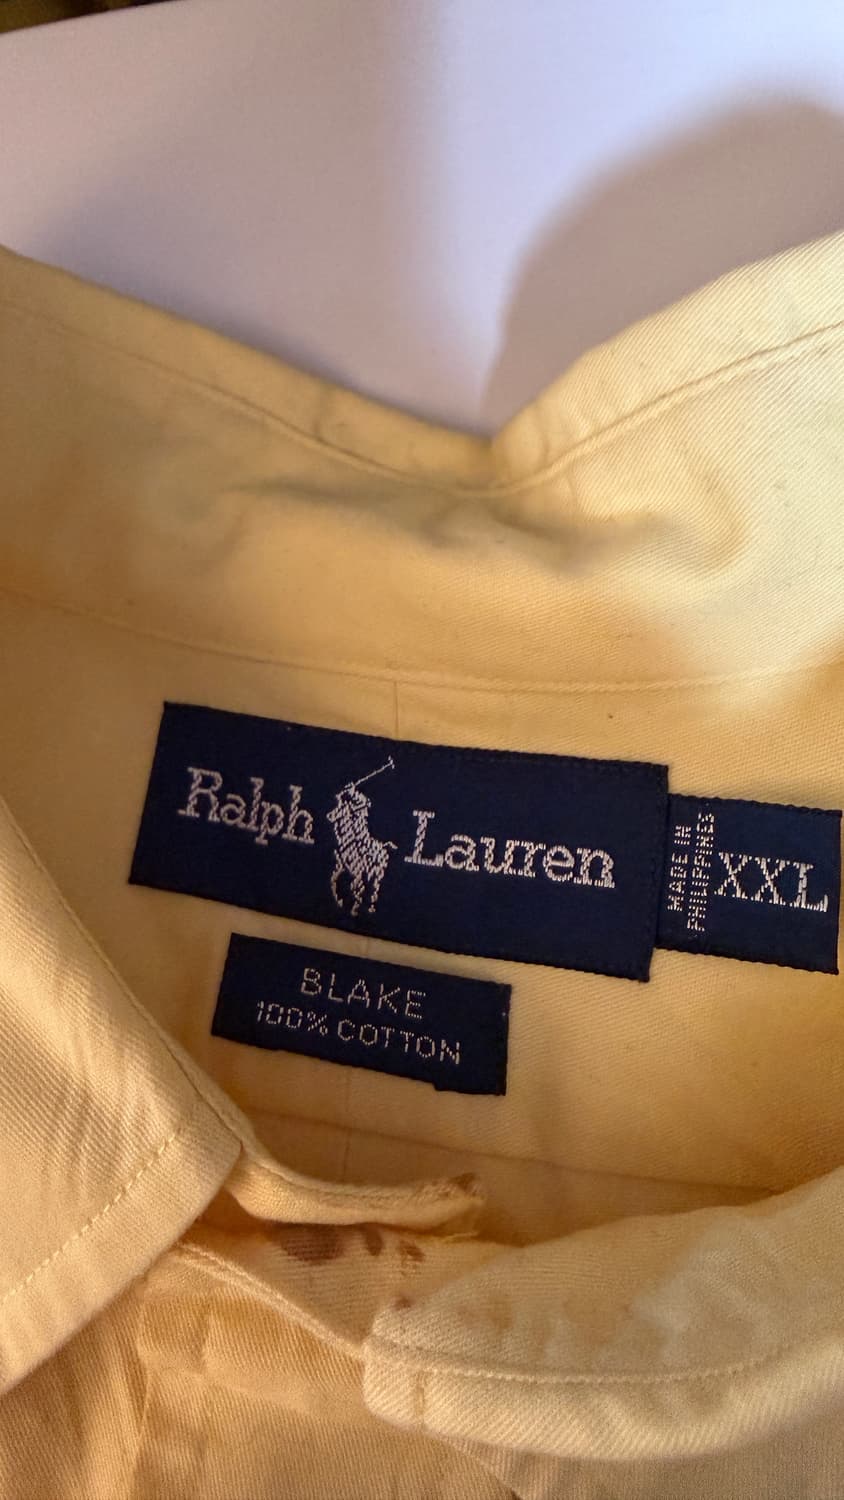 Ralph Lauren
MADE IN
PHILIPPINES
XXL
BLAKE
100% COTTON